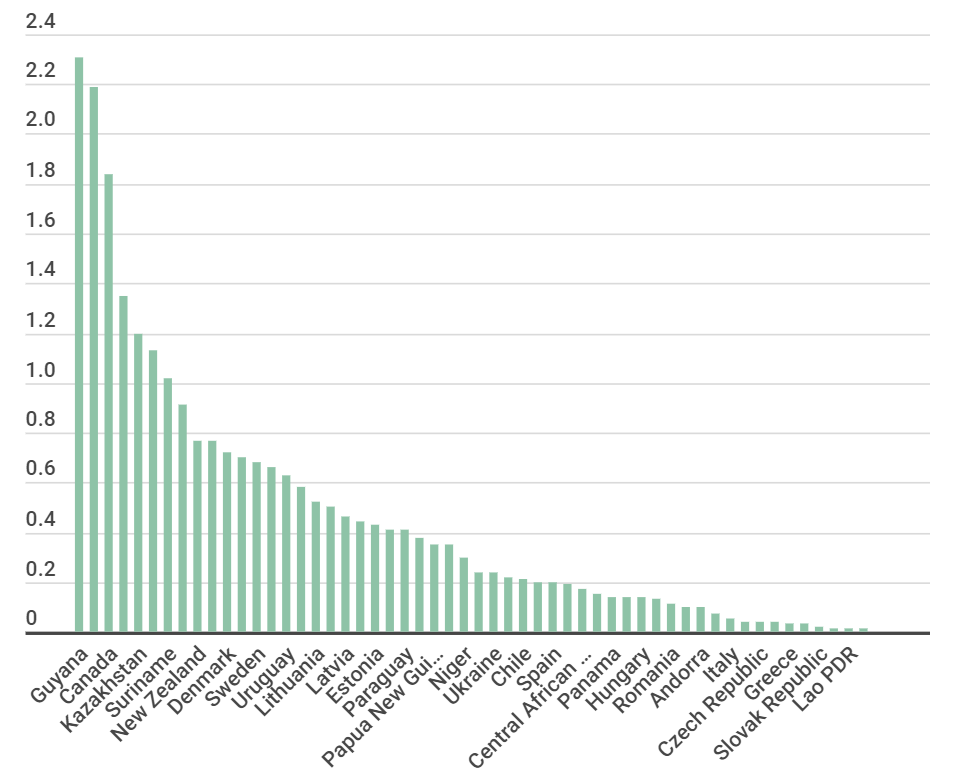 2.4
2.2
2.0
1.8
1.6
1.4
1.2
1.0
0.8
0.6
0.4
0.2
0
Guyana
Canada
Kazakhstan
Suriname
New Zealand
Denmark
Sweden
Uruguay
Lithuania
Latvia
Estonia
Paraguay
Papua New Gui...
Niger
Ukraine
Chile
Spain
Central African ...
Panama
Hungary
Romania
Andorra
Italy
Czech Republic
Greece
Slovak Republic
Lao PDR